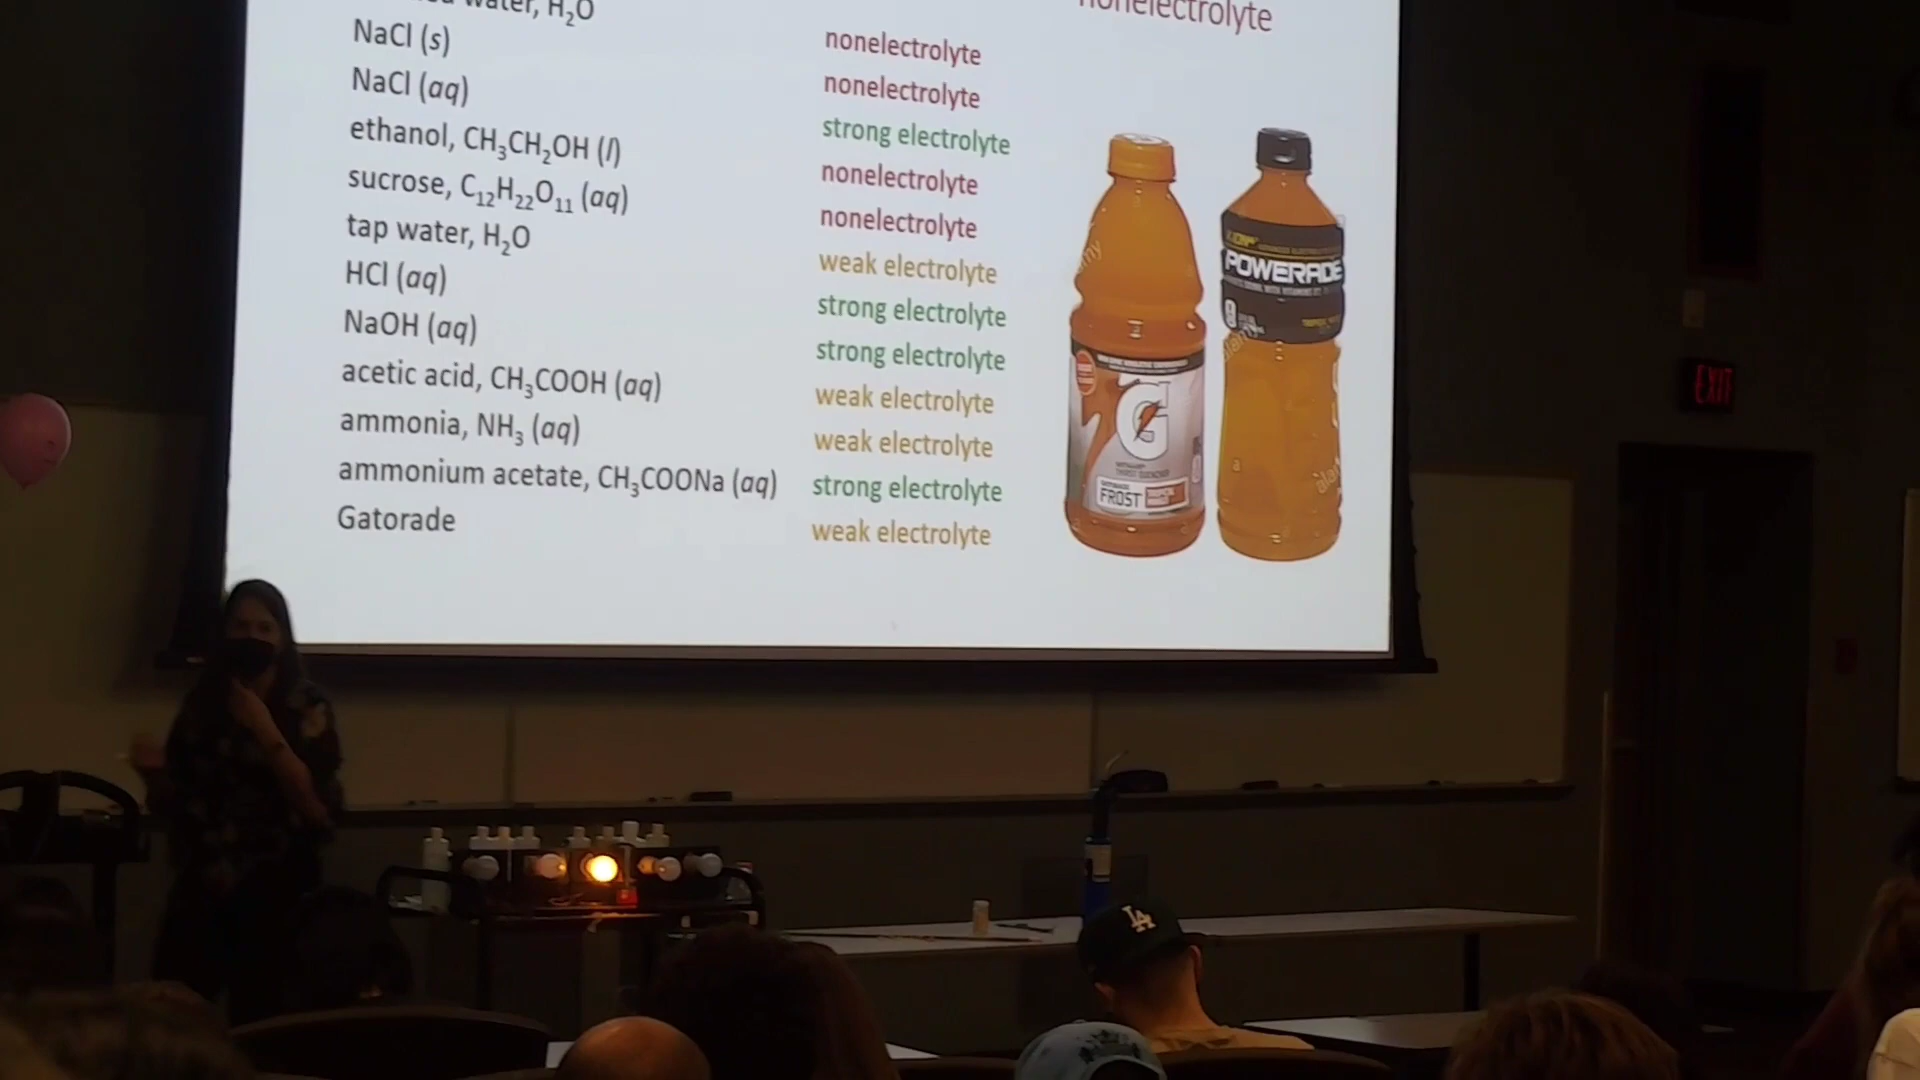 water, H₂O
nonelectrolyte
NaCl (s)
nonelectrolyte
NaCl (aq)
nonelectrolyte
ethanol, CH₃CH₂OH (l)
strong electrolyte
sucrose, C₁₂H₂₂O₁₁ (aq)
nonelectrolyte
tap water, H₂O
nonelectrolyte
HCl (aq)
weak electrolyte
NaOH (aq)
strong electrolyte
acetic acid, CH₃COOH (aq)
strong electrolyte
ammonia, NH₃ (aq)
weak electrolyte
ammonium acetate, CH₃COONa (aq)
weak electrolyte
Gatorade
strong electrolyte
weak electrolyte
G
FROST
POWERADE
EXIT
LA